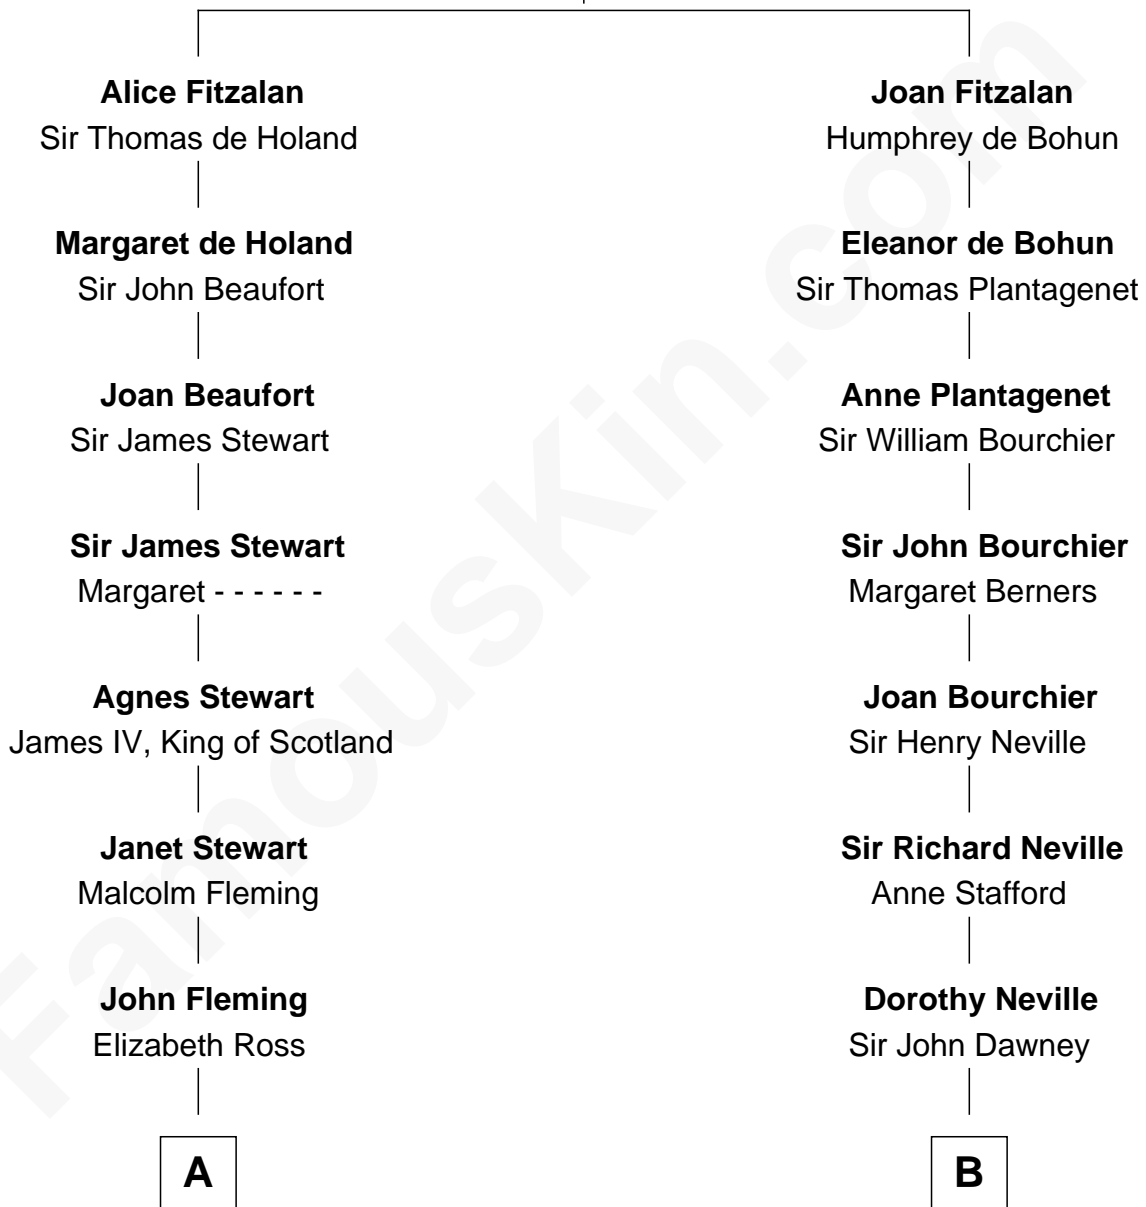 Alice Fitzalan
Sir Thomas de Holand
Margaret de Holand
Sir John Beaufort
Joan Beaufort
Sir James Stewart
Sir James Stewart
Margaret - - - - - -
Agnes Stewart
James IV, King of Scotland
Janet Stewart
Malcolm Fleming
John Fleming
Elizabeth Ross
A
Joan Fitzalan
Humphrey de Bohun
Eleanor de Bohun
Sir Thomas Plantagenet
Anne Plantagenet
Sir William Bourchier
Sir John Bourchier
Margaret Berners
Joan Bourchier
Sir Henry Neville
Sir Richard Neville
Anne Stafford
Dorothy Neville
Sir John Dawney
B
FamousKin.com